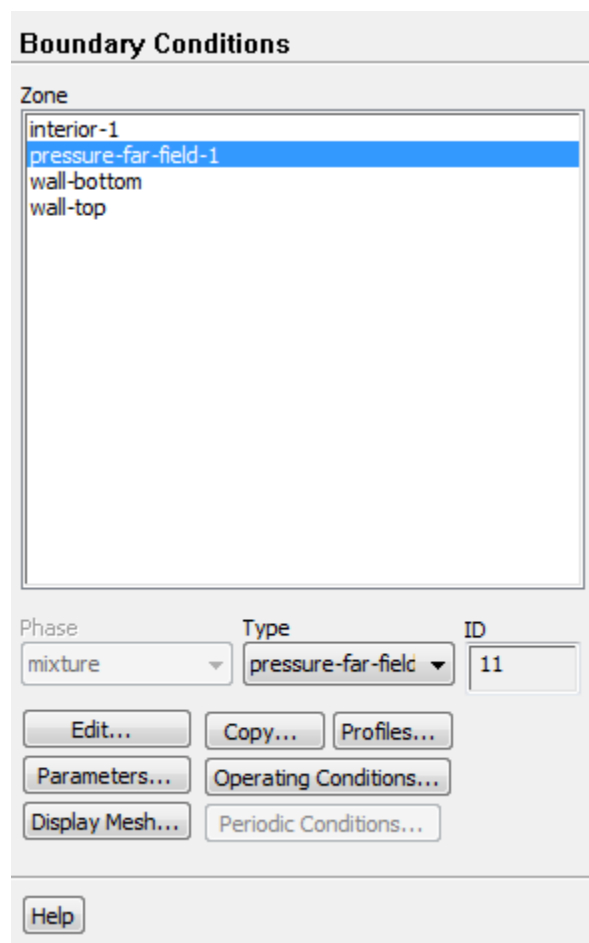 Boundary Conditions
Zone
interior-1
pressure-far-field-1
wall-bottom
wall-top
Phase Type ID
mixture pressure-far-field 11
Edit... Copy... Profiles...
Parameters... Operating Conditions...
Display Mesh... Periodic Conditions...
Help